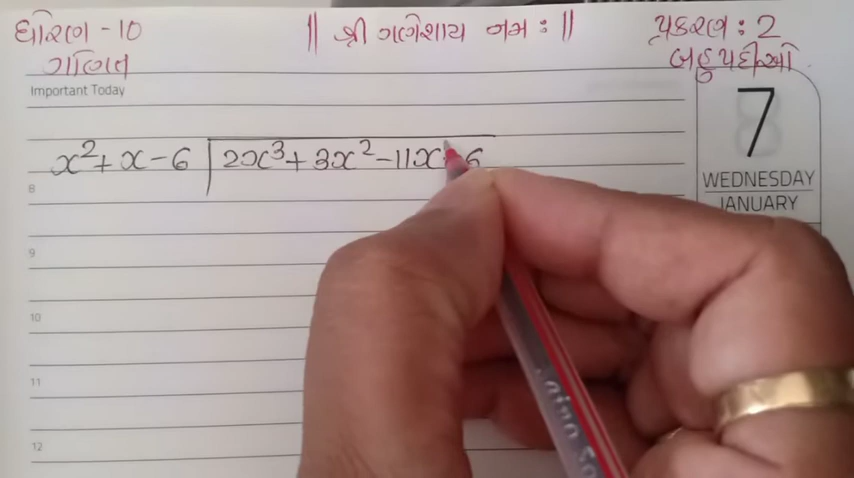 ધોરણ - 10 || શ્રી ગણેશાય નમઃ || પ્રકરણ : 2
ગણિત બહુપદીઓ
Important Today
7
x²+x-6 2x³+3x²-11x 6
WEDNESDAY
8
JANUARY
9
10
11
12